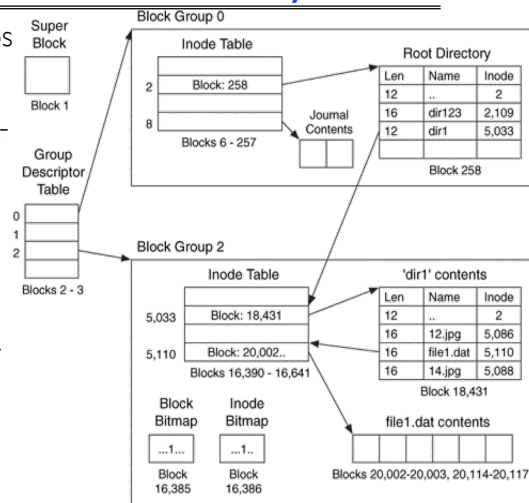 Block Group 0
Super
Block
Block 1
Inode Table
2
Block: 258
8
Blocks 6 - 257
Journal
Contents
Root Directory
Len Name Inode
12 .. 2
16 dir123 2,109
12 dir1 5,033
Block 258
Group
Descriptor
Table
0
1
2
Blocks 2 - 3
Block Group 2
Inode Table
5,033 Block: 18,431
5,110 Block: 20,002..
Blocks 16,390 - 16,641
'dir1' contents
Len Name Inode
12 .. 2
16 12.jpg 5,086
16 file1.dat 5,110
16 14.jpg 5,088
Block 18,431
Block
Bitmap
...1...
Block
16,385
Inode
Bitmap
...1..
Block
16,386
file1.dat contents
Blocks 20,002-20,003, 20,114-20,117